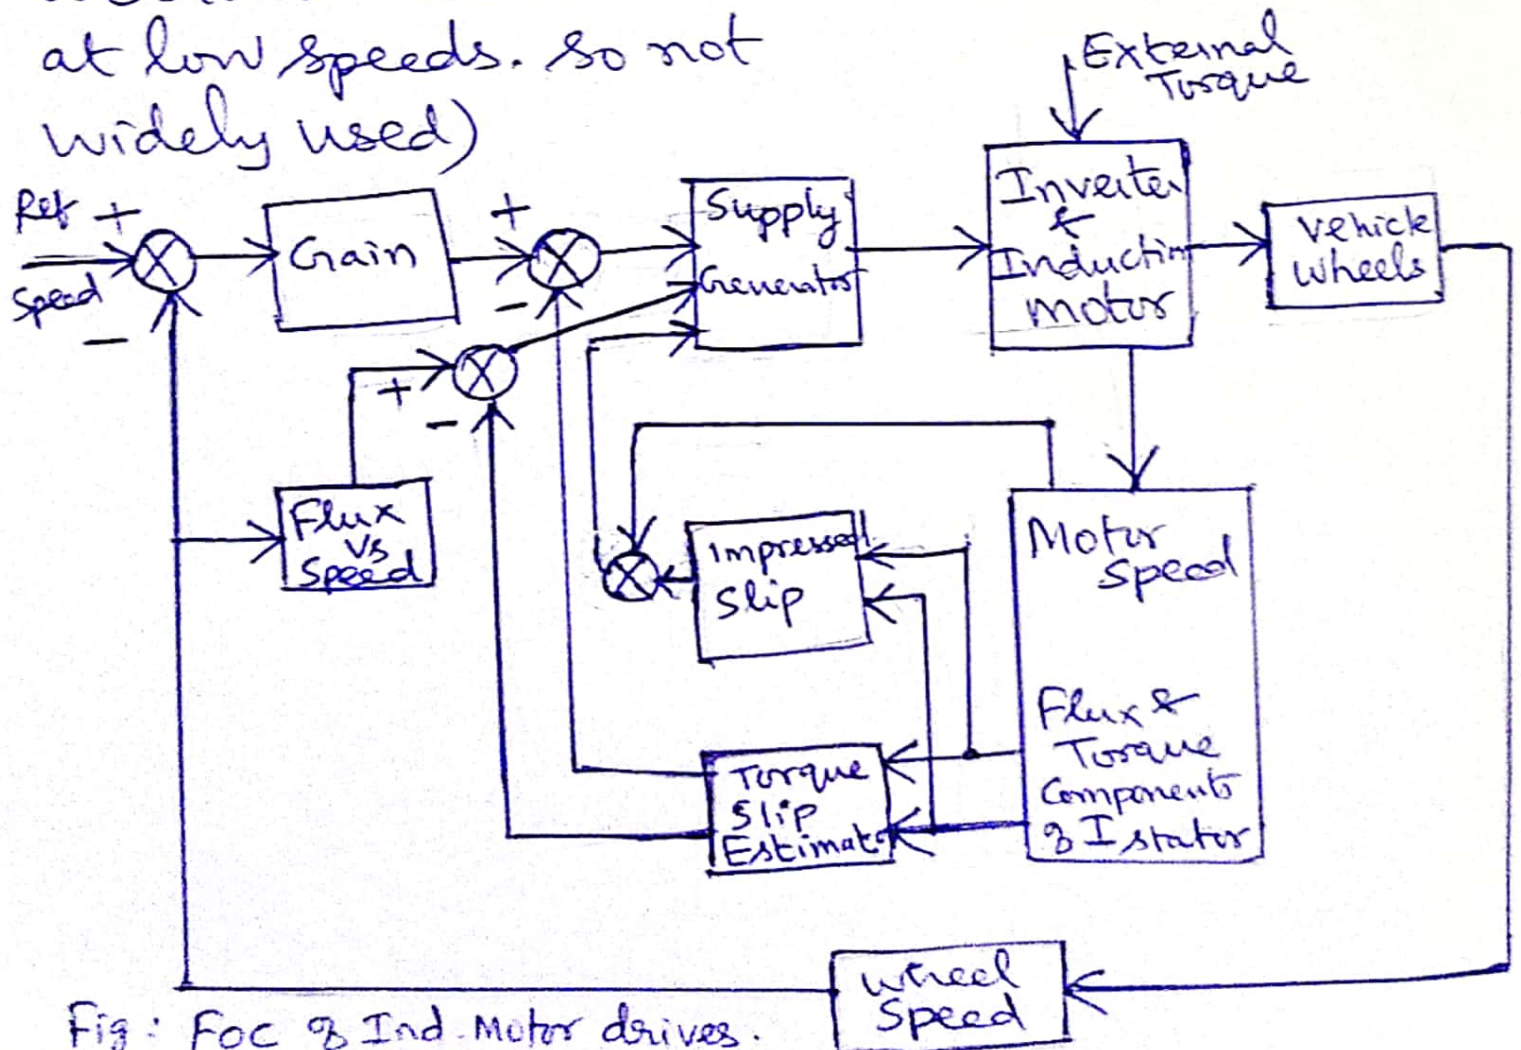 at low speeds. so not
widely used)
External
Torque
Ref +
Speed
-
Gain
+
-
Supply
Generator
Inverter
&
Induction
motor
Vehicle
Wheels
+
-
Flux
Vs
Speed
Impressed
Slip
Motor
Speed
Flux &
Torque
Components
of I stator
Torque
Slip
Estimat.
Wheel
Speed
Fig: FOC of Ind. Motor drives.